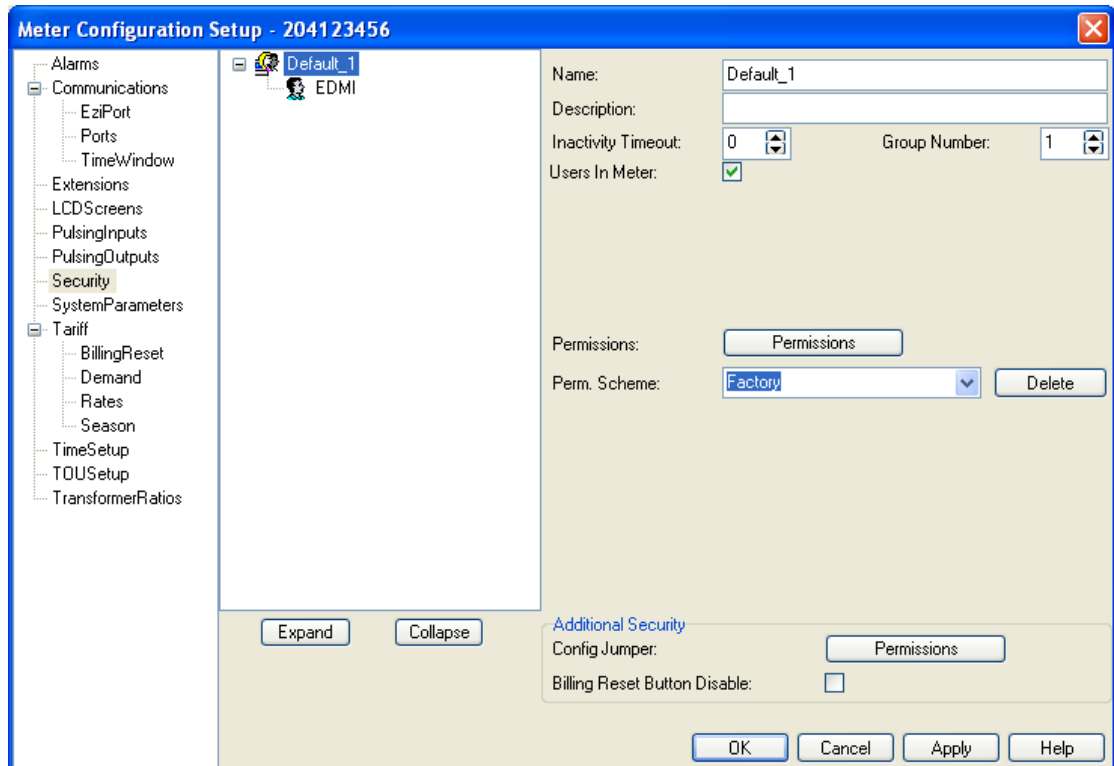 Meter Configuration Setup - 204123456
Alarms
Communications
EziPort
Ports
TimeWindow
Extensions
LCDScreens
PulsingInputs
PulsingOutputs
Security
SystemParameters
Tariff
BillingReset
Demand
Rates
Season
TimeSetup
TOUSetup
TransformerRatios
Default_1
EDMI
Expand Collapse
Name: Default_1
Description:
Inactivity Timeout: 0 Group Number: 1
Users In Meter:
Permissions: Permissions
Perm. Scheme: Factory Delete
Additional Security
Config Jumper: Permissions
Billing Reset Button Disable:
OK Cancel Apply Help